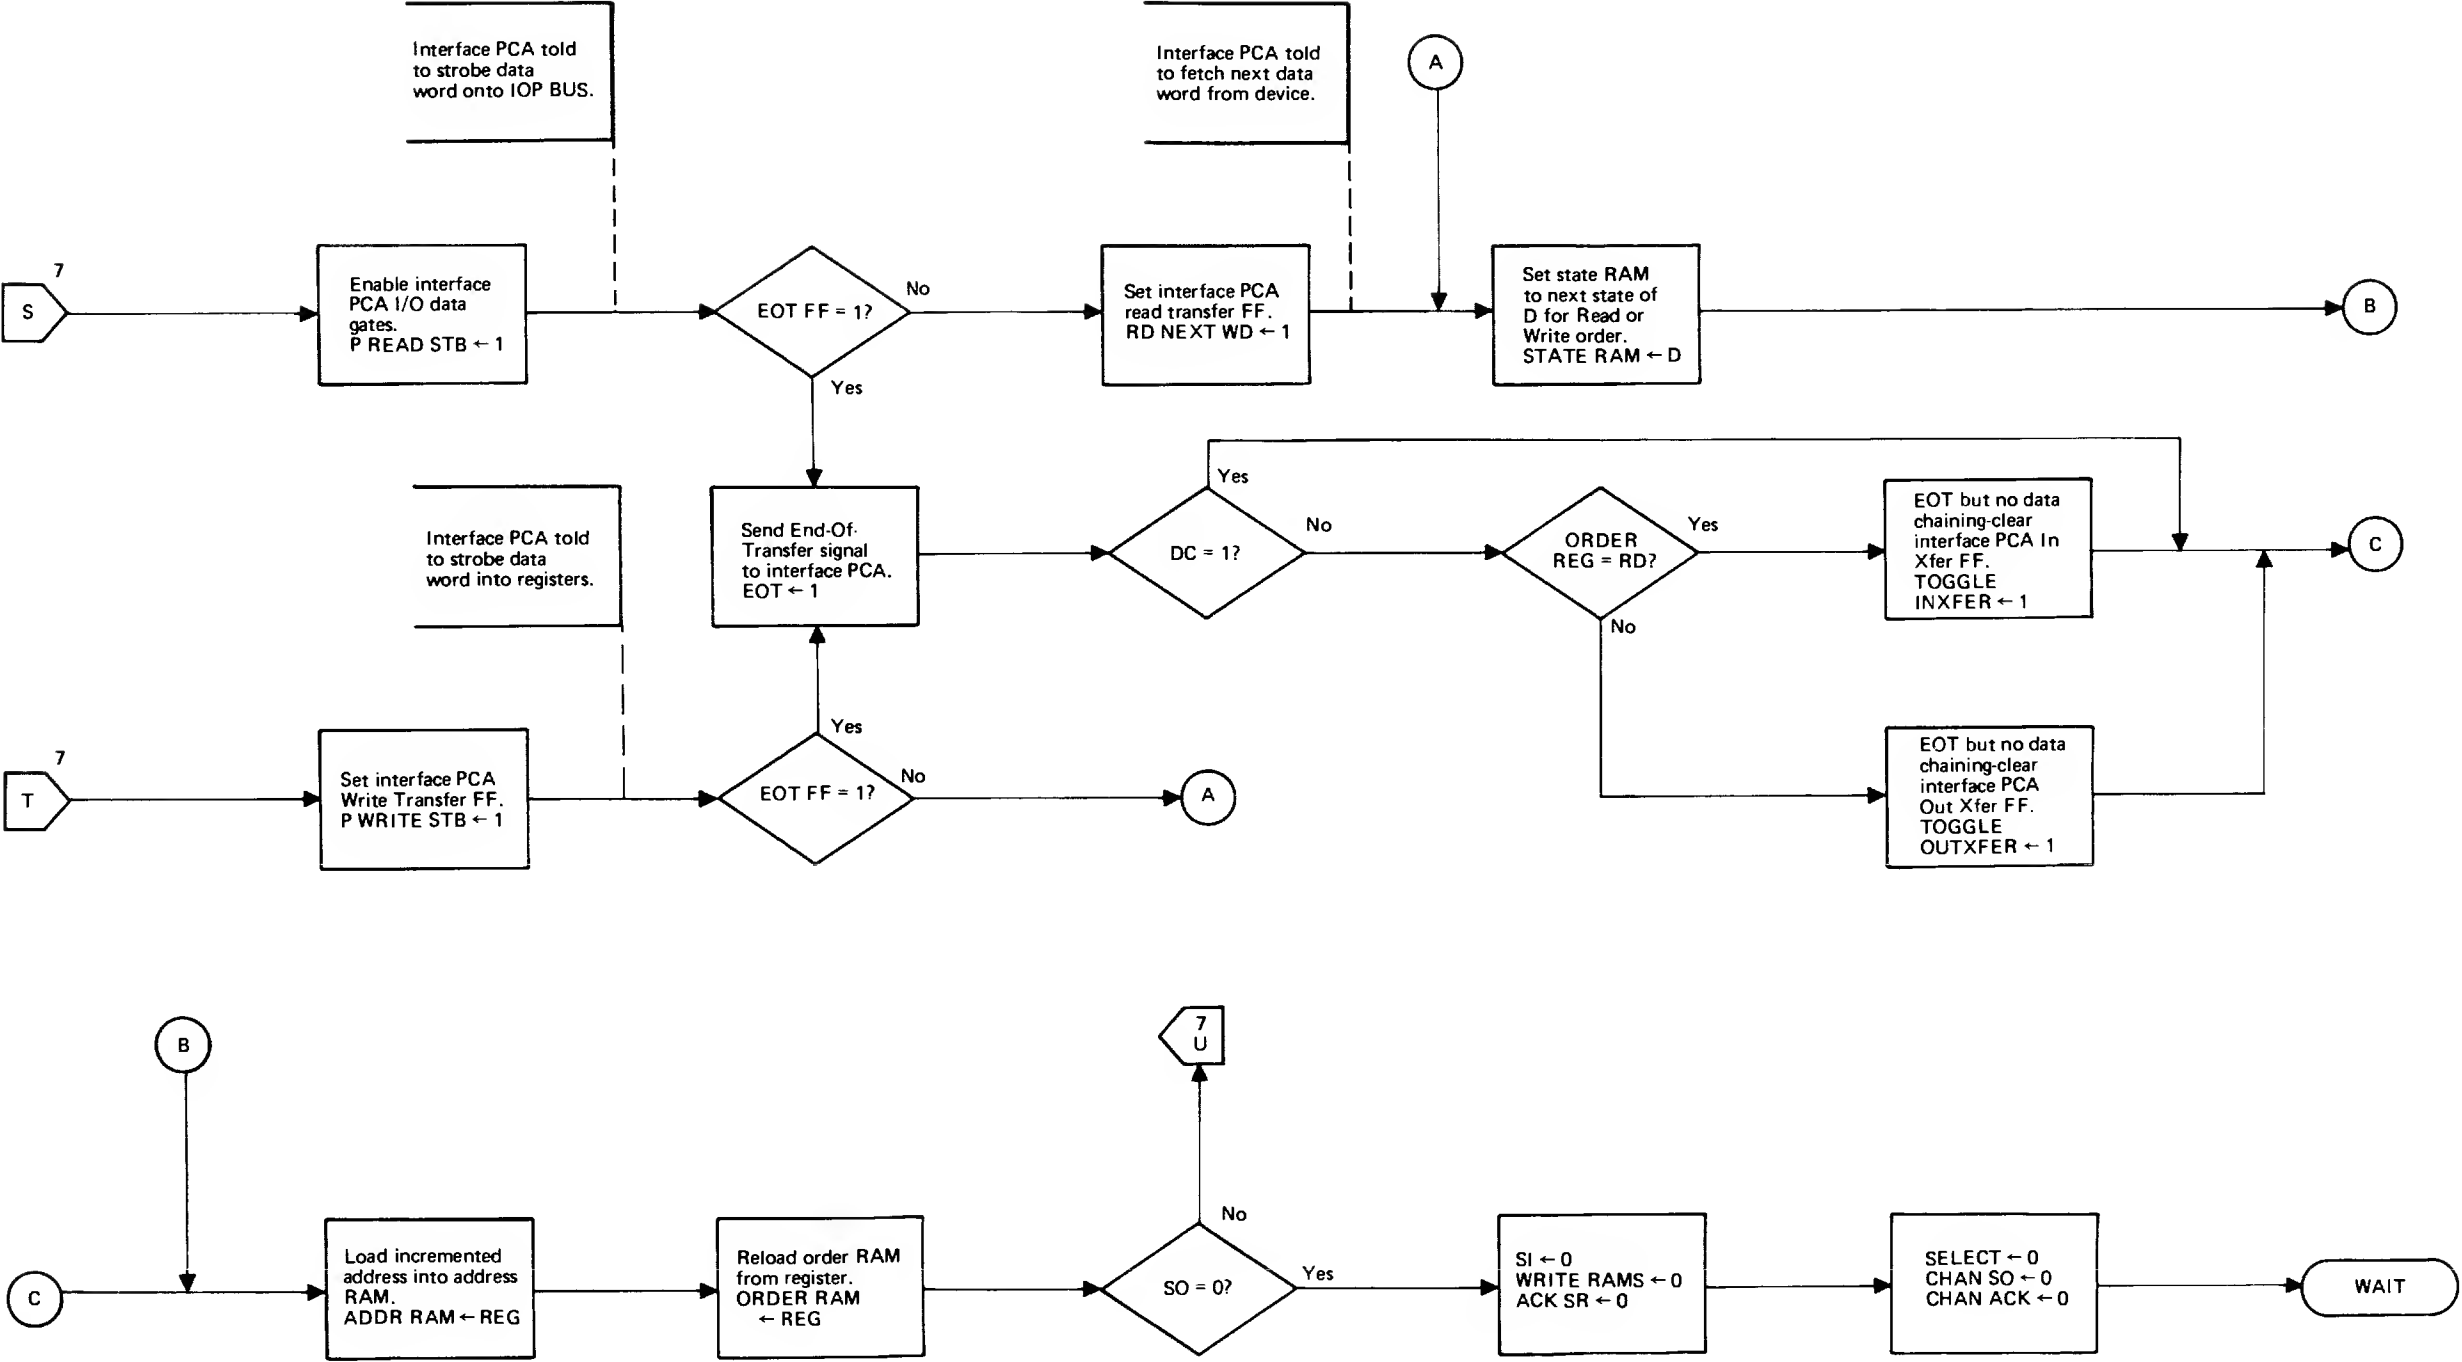 Interface PCA told
to strobe data
word onto IOP BUS.
Interface PCA told
to fetch next data
word from device.
A
7
S
Enable interface
PCA I/O data
gates.
P READ STB ← 1
EOT FF = 1?
No
Yes
Set interface PCA
read transfer FF.
RD NEXT WD ← 1
Set state RAM
to next state of
D for Read or
Write order.
STATE RAM ← D
B
Interface PCA told
to strobe data
word into registers.
Send End-Of-
Transfer signal
to interface PCA.
EOT ← 1
Yes
DC = 1?
No
ORDER
REG = RD?
Yes
No
EOT but no data
chaining-clear
interface PCA In
Xfer FF.
TOGGLE
INXFER ← 1
C
7
T
Set interface PCA
Write Transfer FF.
P WRITE STB ← 1
Yes
EOT FF = 1?
No
A
EOT but no data
chaining-clear
interface PCA
Out Xfer FF.
TOGGLE
OUTXFER ← 1
B
7
U
C
Load incremented
address into address
RAM.
ADDR RAM ← REG
Reload order RAM
from register.
ORDER RAM
← REG
No
SO = 0?
Yes
SI ← 0
WRITE RAMS ← 0
ACK SR ← 0
SELECT ← 0
CHAN SO ← 0
CHAN ACK ← 0
WAIT